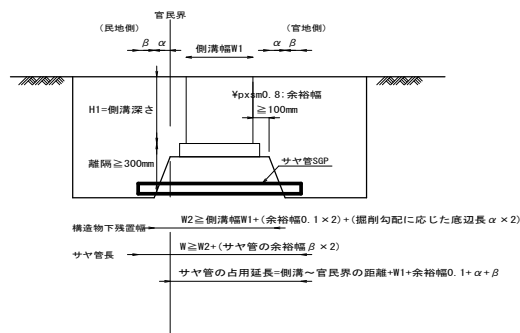 官民界
(民地側)
(官地側)
β α
側溝幅W1
α β
¥pxsm0.8;余裕幅
≧100mm
H1=側溝深さ
離隔≧300mm
サヤ管SGP
W2≧側溝幅W1+(余裕幅0.1×2)+(掘削勾配に応じた底辺長α×2)
構造物下残置幅
W≧W2+(サヤ管の余裕幅β×2)
サヤ管長
サヤ管の占用延長=側溝～官民界の距離+W1+余裕幅0.1+α+β